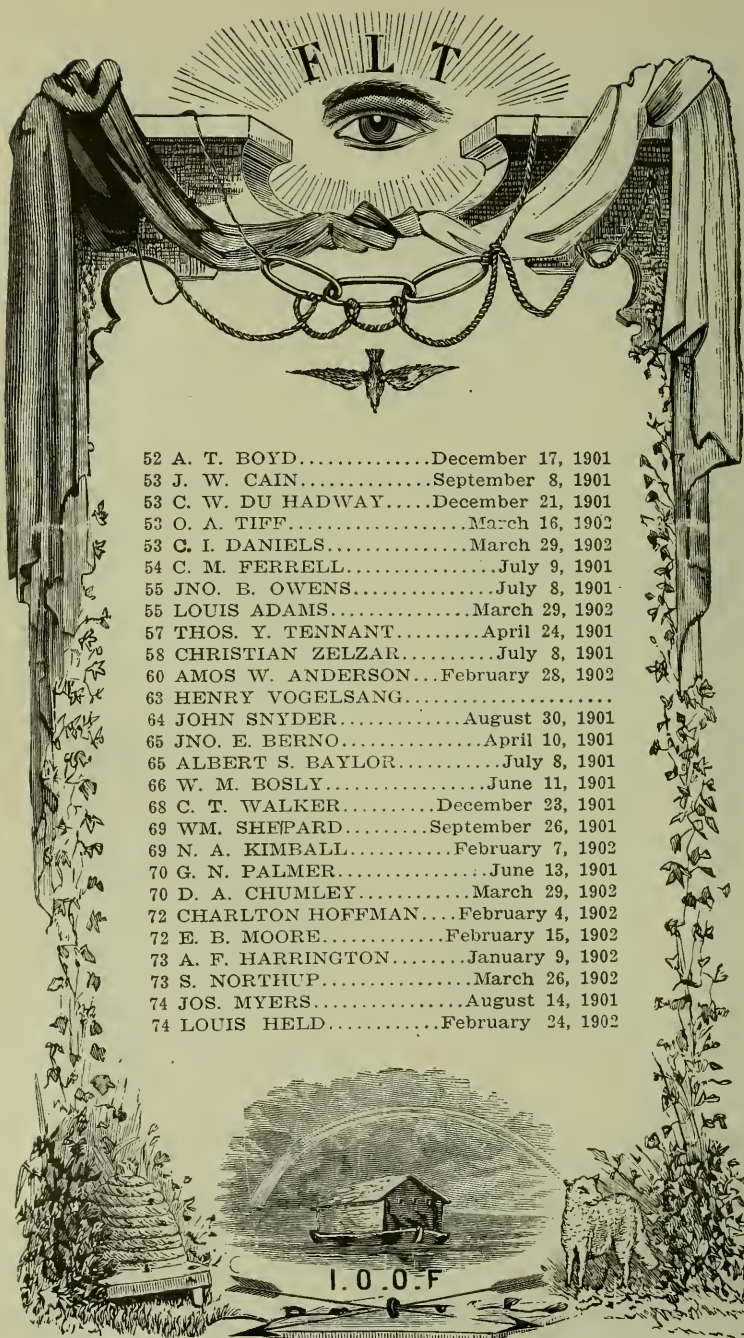 F L T
52 A. T. BOYD..............December 17, 1901
53 J. W. CAIN..............September 8, 1901
53 C. W. DU HADWAY.....December 21, 1901
53 O. A. TIFF...................March 16, 1902
53 C. I. DANIELS...............March 29, 1902
54 C. M. FERRELL................July 9, 1901
55 JNO. B. OWENS...............July 8, 1901
55 LOUIS ADAMS...............March 29, 1902
57 THOS. Y. TENNANT.........April 24, 1901
58 CHRISTIAN ZELZAR..........July 8, 1901
60 AMOS W. ANDERSON...February 28, 1902
63 HENRY VOGELSANG......................
64 JOHN SNYDER.............August 30, 1901
65 JNO. E. BERNO...............April 10, 1901
65 ALBERT S. BAYLOR...........July 8, 1901
66 W. M. BOSLY.................June 11, 1901
68 C. T. WALKER..........December 23, 1901
69 WM. SHEPARD.........September 26, 1901
69 N. A. KIMBALL...........February 7, 1902
70 G. N. PALMER................June 13, 1901
70 D. A. CHUMLEY............March 29, 1902
72 CHARLTON HOFFMAN....February 4, 1902
72 E. B. MOORE............February 15, 1902
73 A. F. HARRINGTON........January 9, 1902
73 S. NORTHUP................March 26, 1902
74 JOS. MYERS................August 14, 1901
74 LOUIS HELD...........February 24, 1902
I.O.O.F